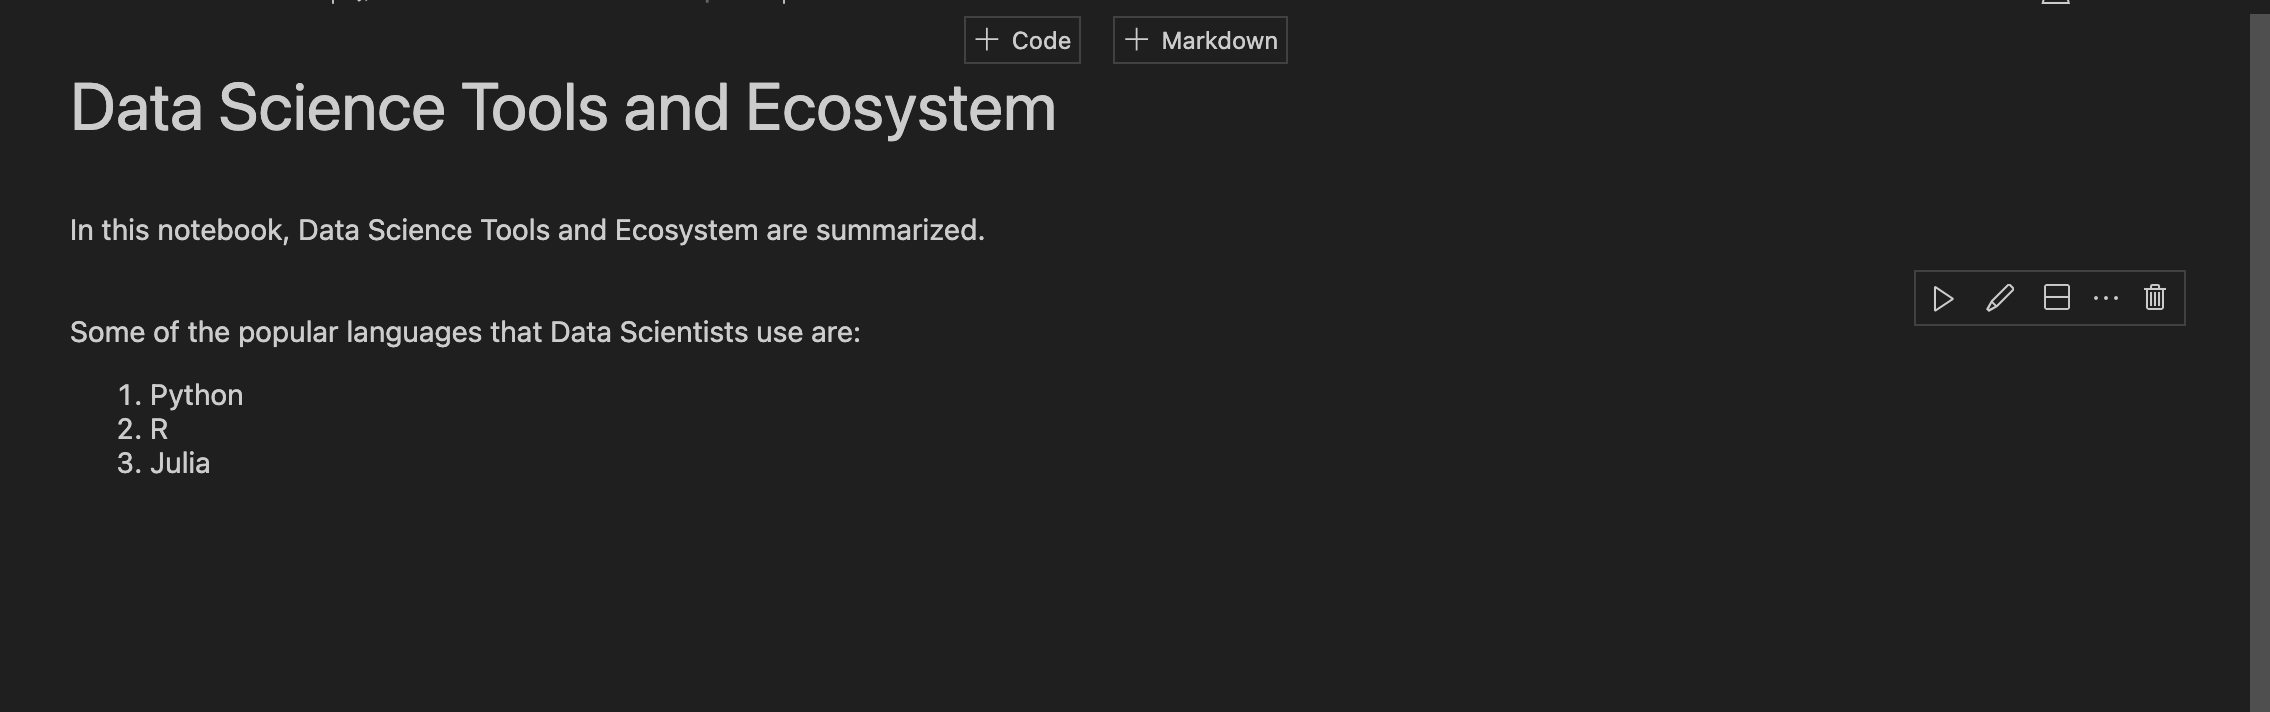 Code
Markdown
Data Science Tools and Ecosystem
In this notebook, Data Science Tools and Ecosystem are summarized.
Some of the popular languages that Data Scientists use are:
1. Python
2. R
3. Julia